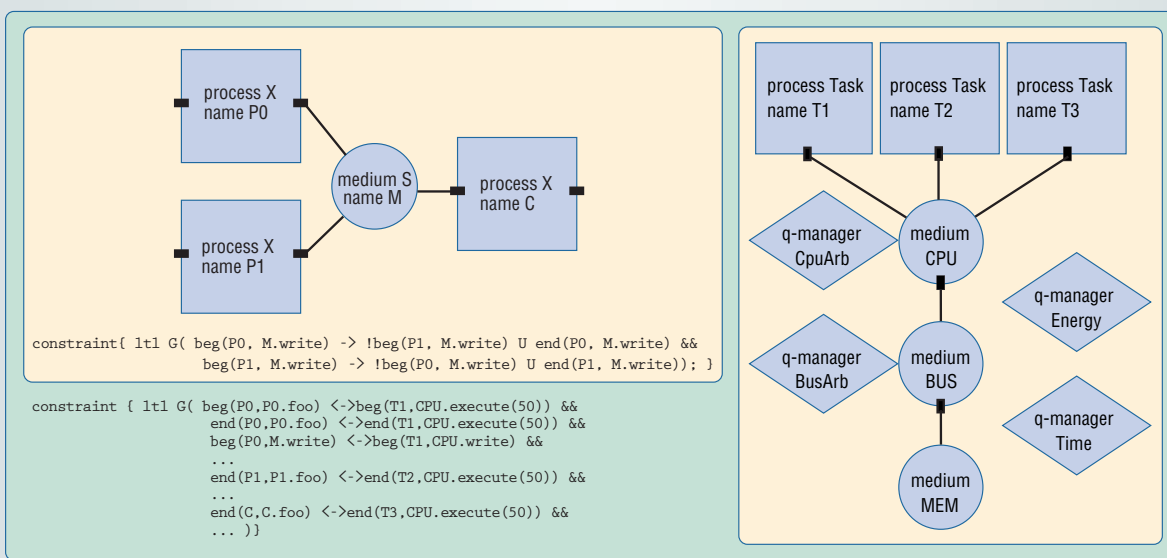 process X
name P0
medium S
name M
process X
name C
process X
name P1
constraint{ ltl G( beg(P0, M.write) -> !beg(P1, M.write) U end(P0, M.write) &&
beg(P1, M.write) -> !beg(P0, M.write) U end(P1, M.write)); }
constraint { ltl G( beg(P0,P0.foo) <->beg(T1,CPU.execute(50)) &&
end(P0,P0.foo) <->end(T1,CPU.execute(50)) &&
beg(P0,M.write) <->beg(T1,CPU.write) &&
...
end(P1,P1.foo) <->end(T2,CPU.execute(50)) &&
...
end(C,C.foo) <->end(T3,CPU.execute(50)) &&
... )}
process Task
name T1
process Task
name T2
process Task
name T3
q-manager
CpuArb
medium
CPU
q-manager
Energy
q-manager
BusArb
medium
BUS
q-manager
Time
medium
MEM